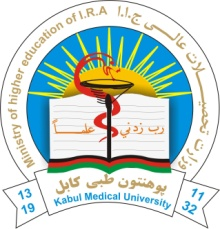 Ministry of higher education of I.R.A
وزارت تحصیلات عالی ج.ا.ا
رب زدني علماً
پوهنتون طبی کابل
Kabul Medical University
13 19
11 32